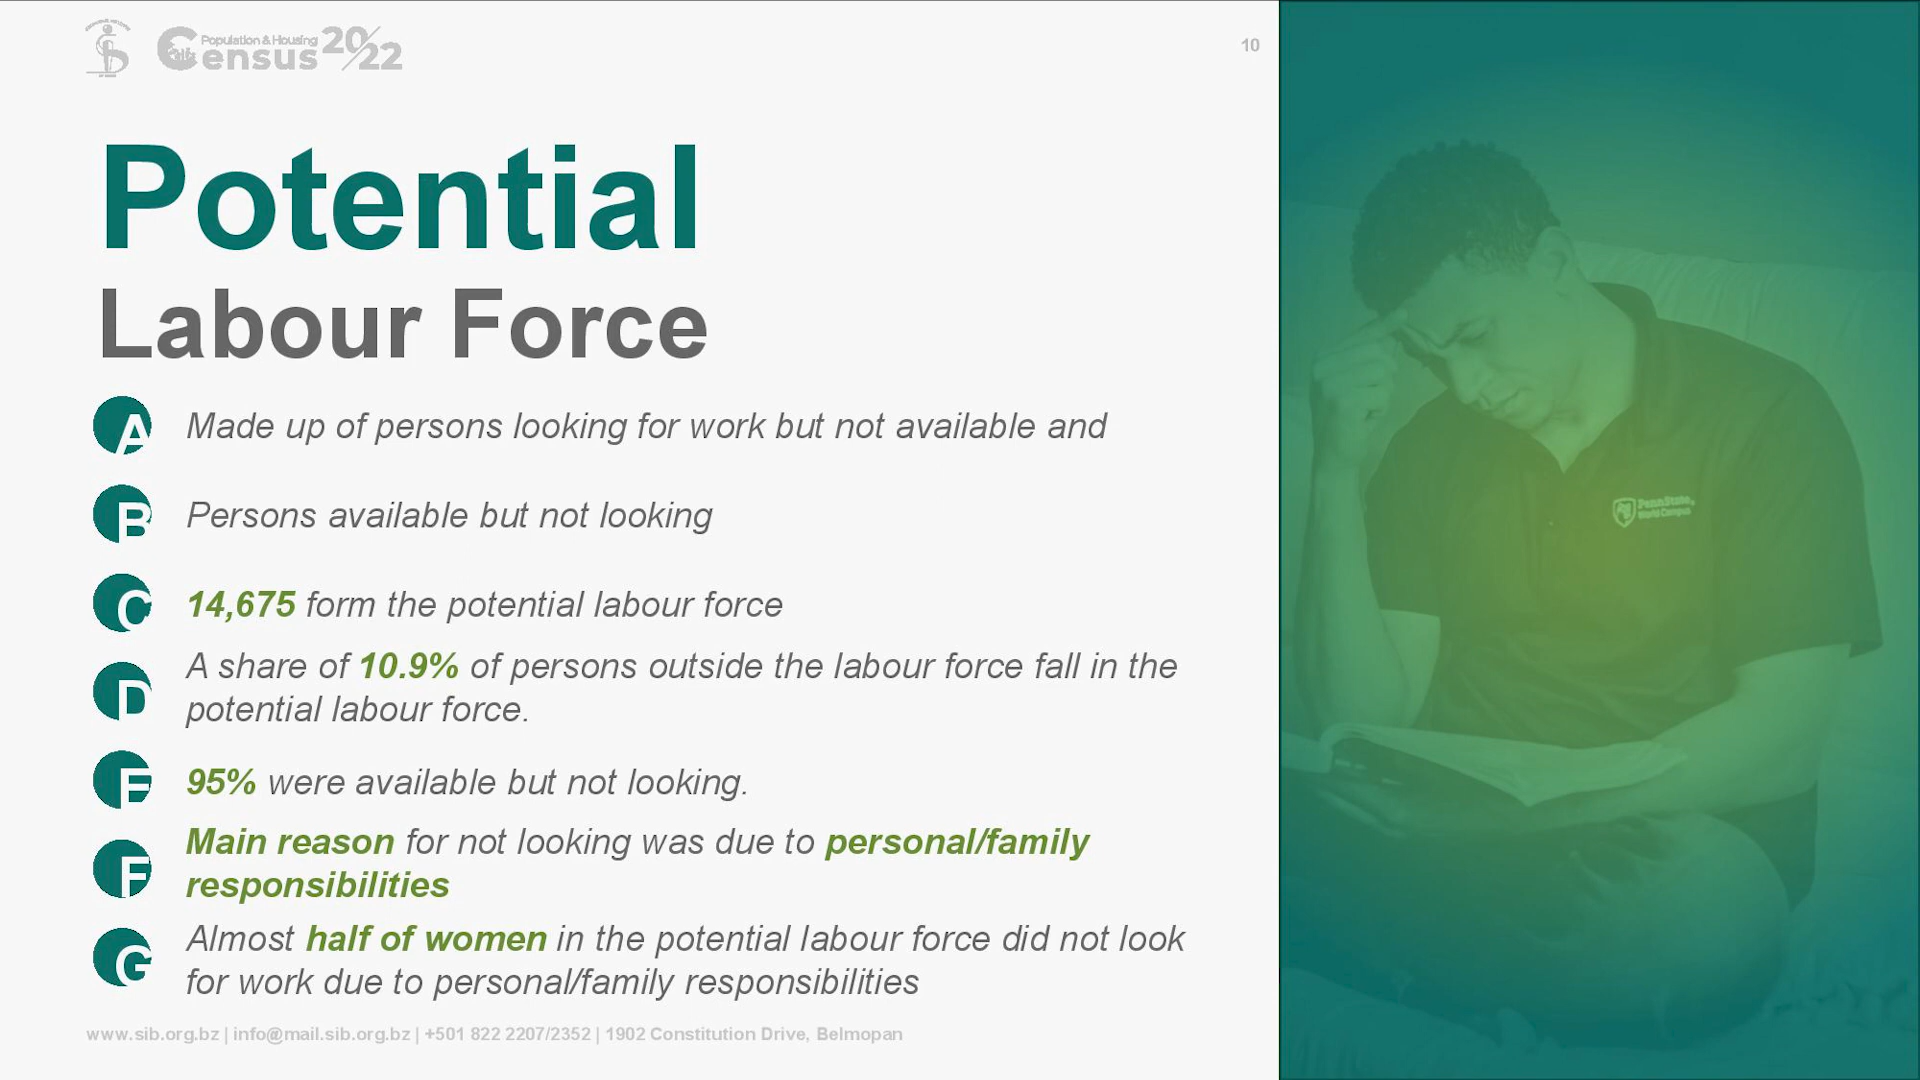 Population & Housing
Census 2022
10
Potential
Labour Force
A Made up of persons looking for work but not available and
B Persons available but not looking
C 14,675 form the potential labour force
D A share of 10.9% of persons outside the labour force fall in the
potential labour force.
E 95% were available but not looking.
F Main reason for not looking was due to personal/family
responsibilities
G Almost half of women in the potential labour force did not look
for work due to personal/family responsibilities
PennState
World Campus
www.sib.org.bz | info@mail.sib.org.bz | +501 822 2207/2352 | 1902 Constitution Drive, Belmopan